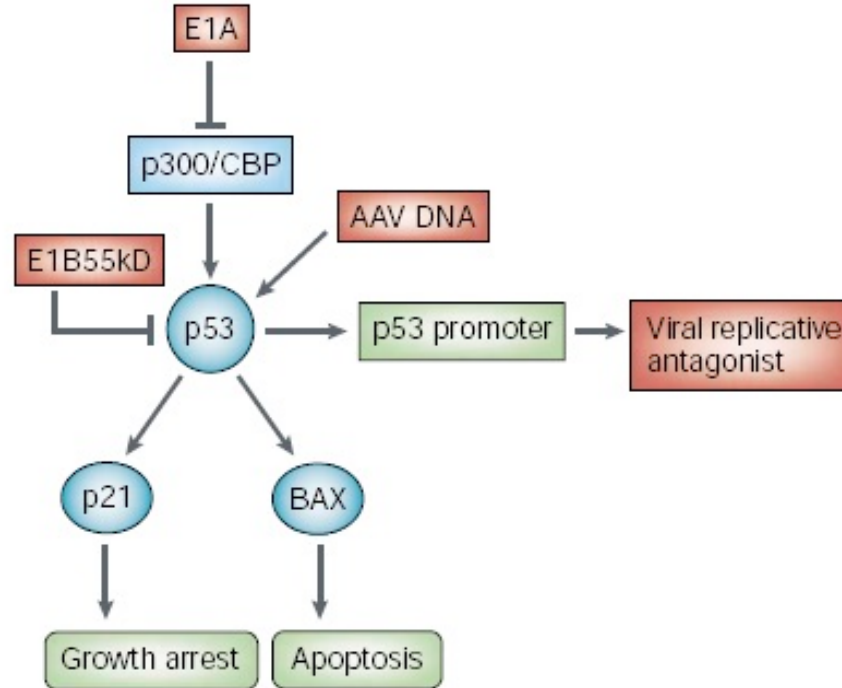 E1A
p300/CBP
AAV DNA
E1B55kD
p53
p53 promoter
Viral replicative
antagonist
p21
BAX
Growth arrest
Apoptosis